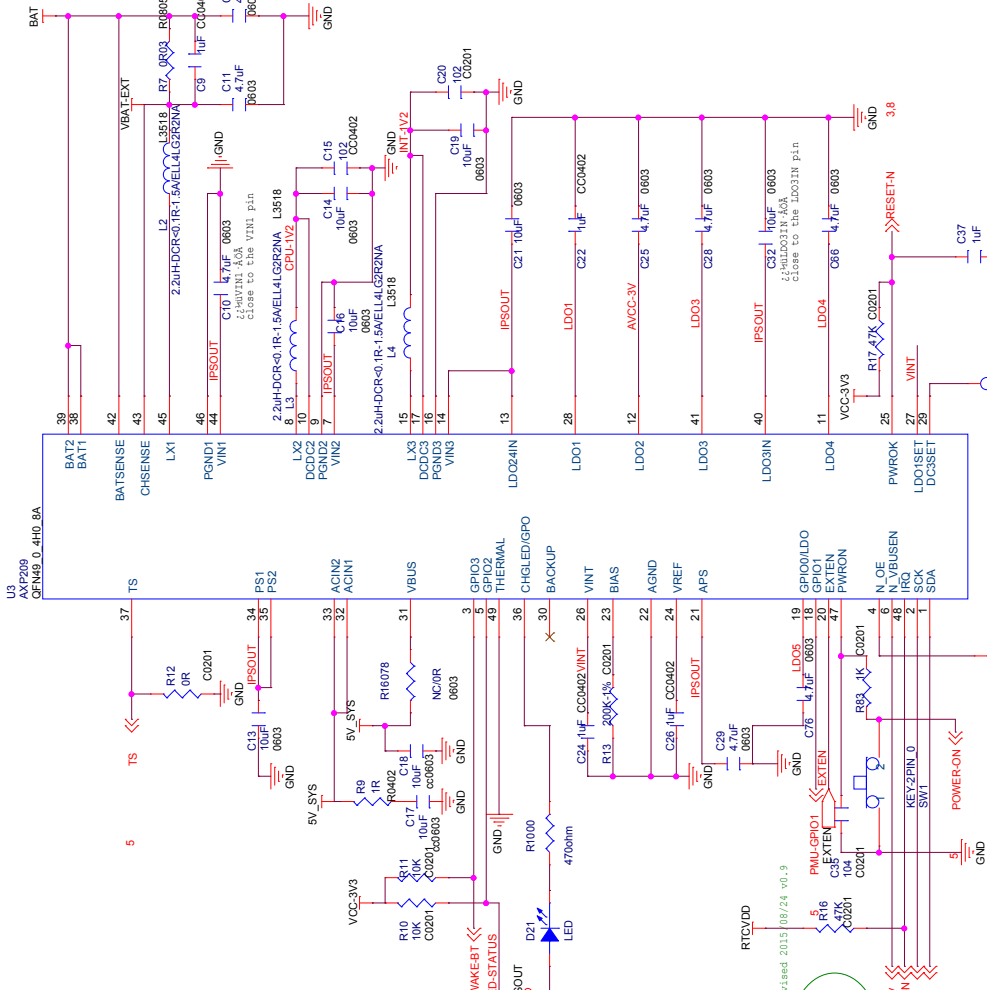 BAT
GND
R7 0R03
1uF
C9
C11
4.7uF
0603
VBAT-EXT
L2
L3518
2.2uH-DCR<0.1R-1.5A/ELL4LG2R2NA
GND
C10 4.7uF 0603
close to the VIN1 pin
IPSOUT
C15
102
CC0402
C14
10uF
0603
GND
CPU-1V2
L3
L3518
2.2uH-DCR<0.1R-1.5A/ELL4LG2R2NA
IPSOUT
C16
10uF
0603
INT-1V2
C20
102
C0201
C19
10uF
0603
GND
L4
L3518
2.2uH-DCR<0.1R-1.5A/ELL4LG2R2NA
IPSOUT
C21 10uF 0603
LDO1
C22 1uF CC0402
AVCC-3V
C25 4.7uF 0603
LDO3
C28 4.7uF 0603
IPSOUT
C32 10uF 0603
close to the LDO3IN pin
LDO4
C66 4.7uF 0603
GND
3,8
RESET-N
R17 47K C0201
VCC-3V3
VINT
C37
1uF
39
38
42
43
45
46
44
8
10
9
7
15
17
16
14
13
28
12
41
40
11
25
27
29
BAT2
BAT1
BATSENSE
CHSENSE
LX1
PGND1
VIN1
LX2
DCDC2
PGND2
VIN2
LX3
DCDC3
PGND3
VIN3
LDO24IN
LDO1
LDO2
LDO3
LDO3IN
LDO4
PWROK
LDO1SET
DC3SET
U3
AXP209
QFN49_0_4H0_8A
TS
PS1
PS2
ACIN2
ACIN1
VBUS
GPIO3
GPIO2
THERMAL
CHGLED/GPO
BACKUP
VINT
BIAS
AGND
VREF
APS
GPIO0/LDO
GPIO1
EXTEN
PWRON
N_OE
N_VBUSEN
IRQ
SCK
SDA
37
34
35
33
32
31
3
5
49
36
30
26
23
22
24
21
19
18
20
47
4
6
48
2
1
R12
0R
C0201
GND
TS
5
IPSOUT
C13
10uF
0603
GND
5V_SYS
R16078
NC/0R
0603
C18
10uF
cc0603
GND
5V_SYS
R9
1R
R0402
C17
10uF
cc0603
GND
VCC-3V3
R11
10K
C0201
R10
10K
C0201
GND
R1000
470ohm
D21
LED
VINT
C24 1uF CC0402
R13 200K-1% C0201
C26 1uF CC0402
GND
IPSOUT
C29
4.7uF
0603
GND
LDO5
C76 4.7uF 0603
EXTEN
PMU-GPIO1
5
EXTEN
C35
104
C0201
R83 1K C0201
KEY-2PIN_0
SW1
1
2
POWER-ON
5
GND
RTCVDD
R16
47K
C0201
2015/08/24 v0.9